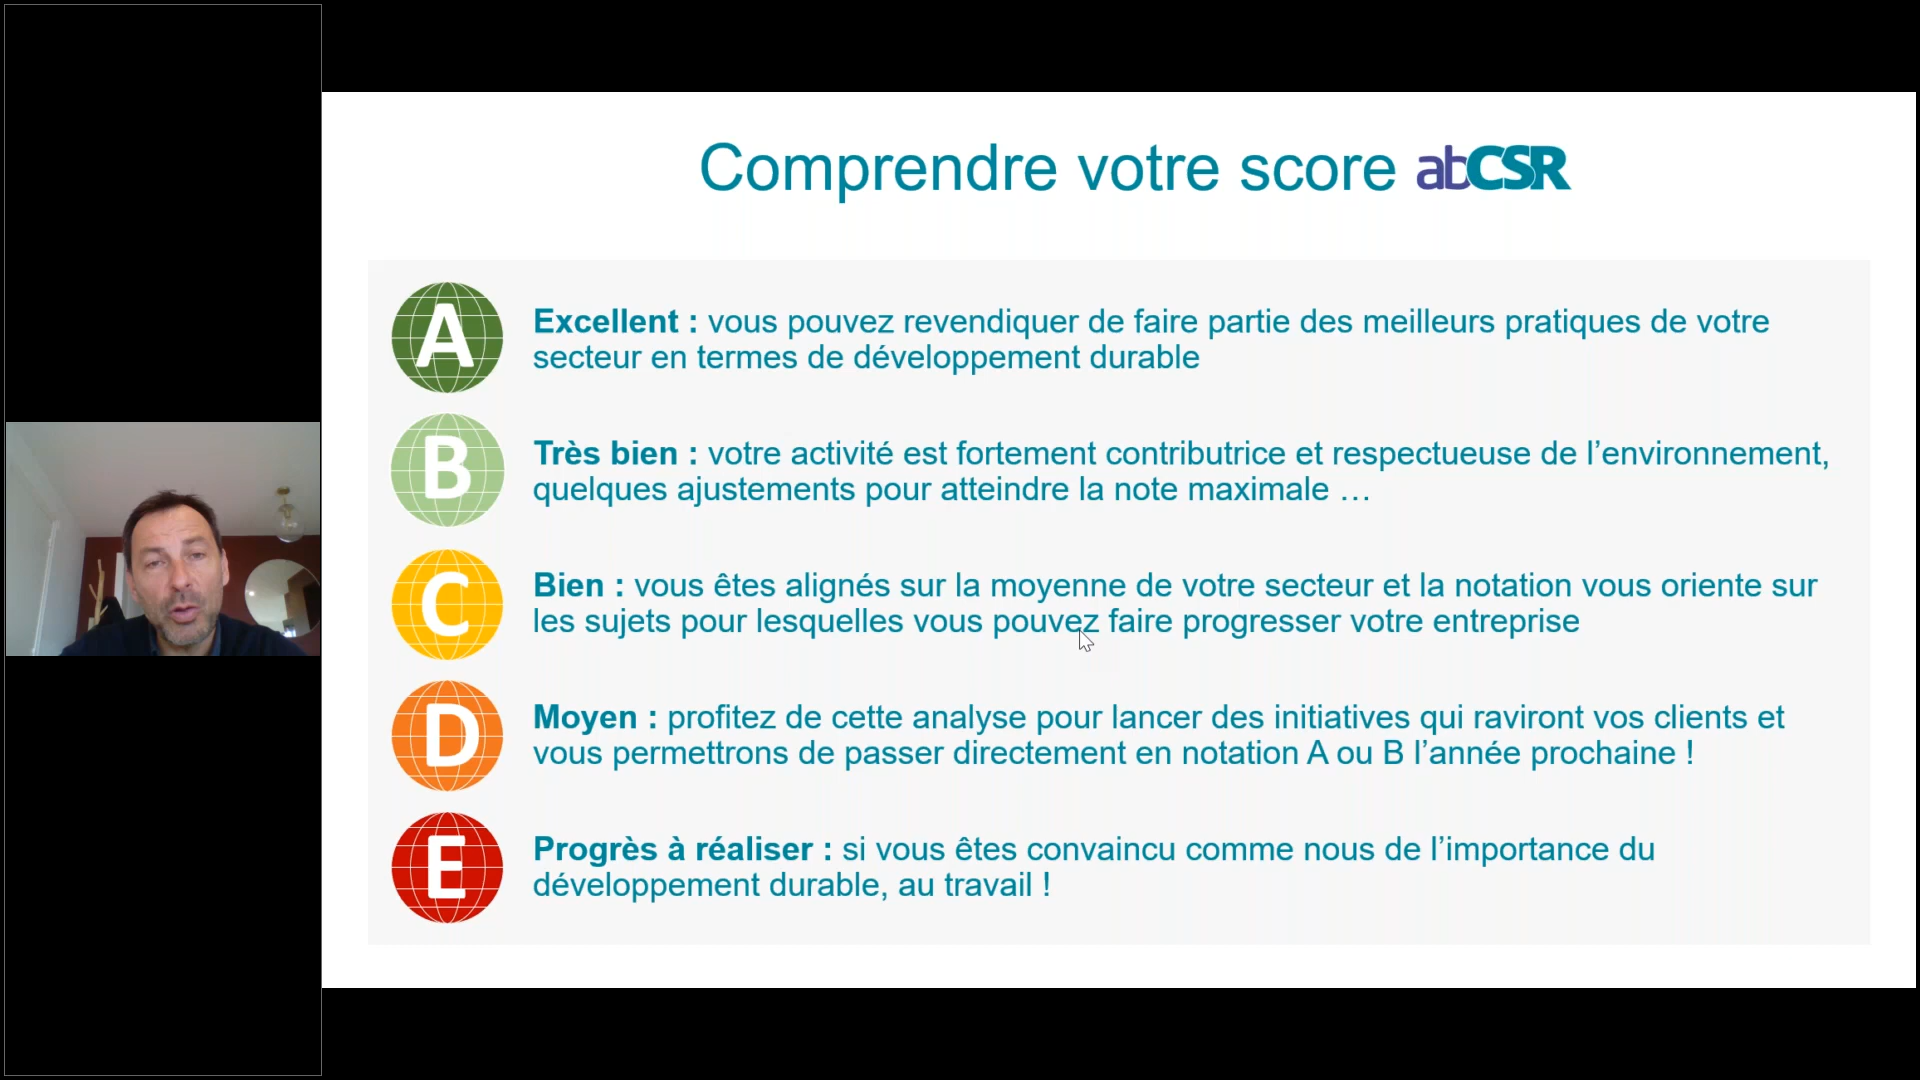 Comprendre votre score abCSR
A
Excellent : vous pouvez revendiquer de faire partie des meilleurs pratiques de votre
secteur en termes de développement durable
B
Très bien : votre activité est fortement contributrice et respectueuse de l’environnement,
quelques ajustements pour atteindre la note maximale …
C
Bien : vous êtes alignés sur la moyenne de votre secteur et la notation vous oriente sur
les sujets pour lesquelles vous pouvez faire progresser votre entreprise
D
Moyen : profitez de cette analyse pour lancer des initiatives qui raviront vos clients et
vous permettrons de passer directement en notation A ou B l’année prochaine !
E
Progrès à réaliser : si vous êtes convaincu comme nous de l’importance du
développement durable, au travail !